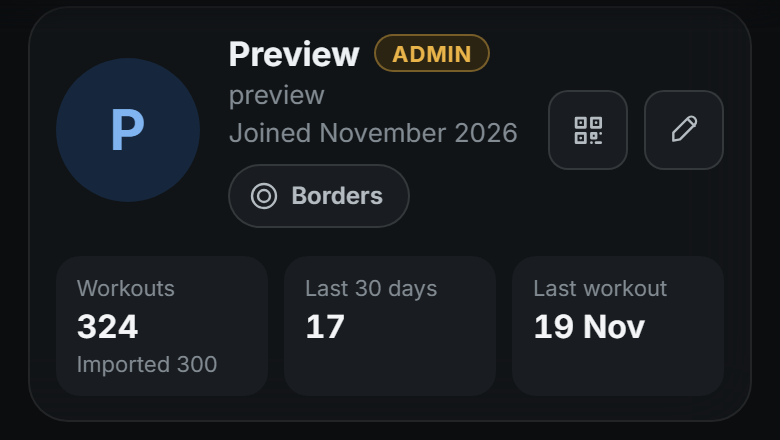 P
Preview ADMIN
preview
Joined November 2026
Borders
Workouts
324
Imported 300
Last 30 days
17
Last workout
19 Nov